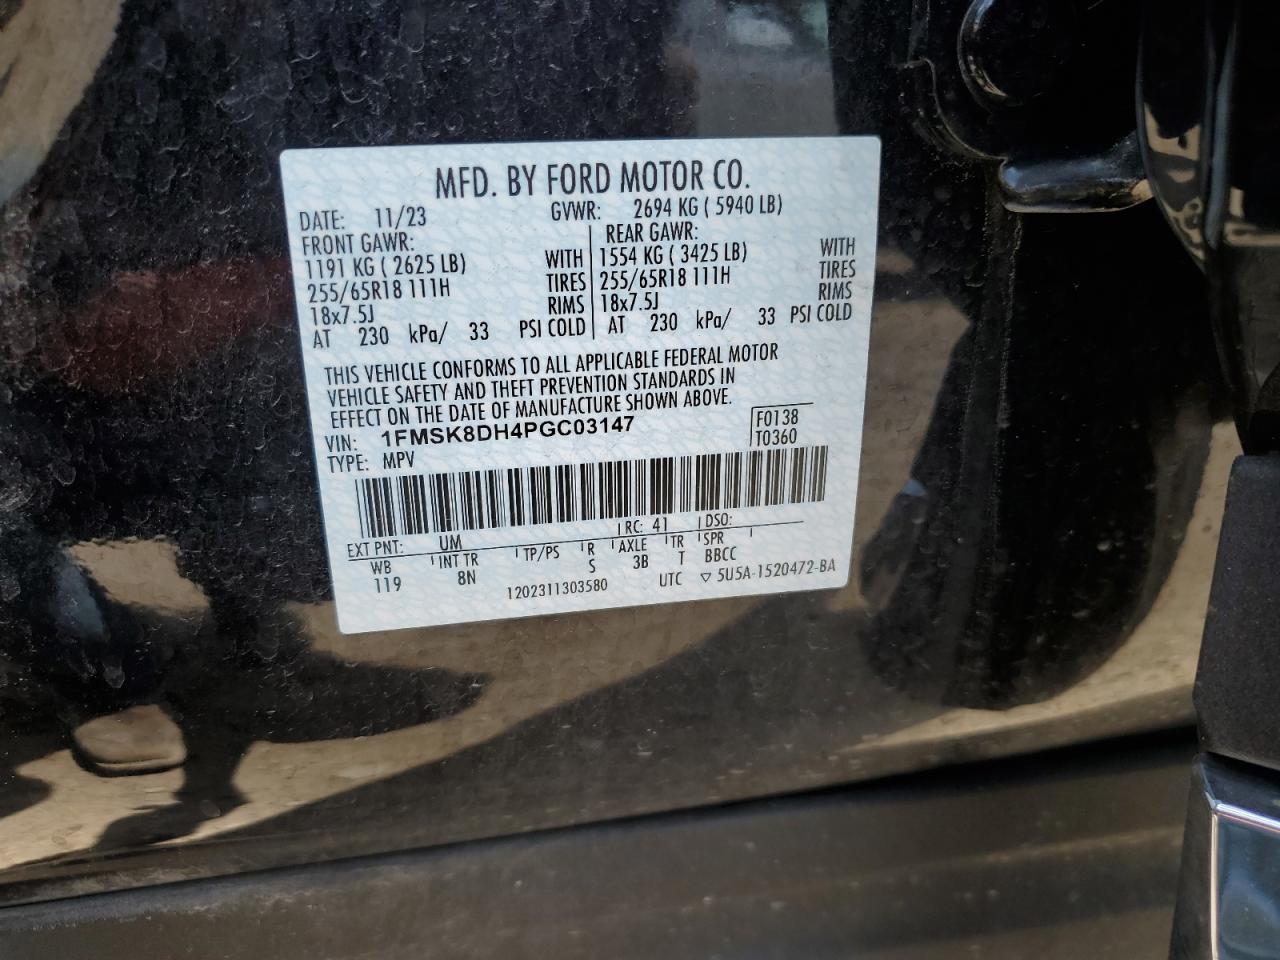 MFD. BY FORD MOTOR CO.
DATE: 11/23 GVWR: 2694 KG ( 5940 LB)
FRONT GAWR: REAR GAWR:
1191 KG ( 2625 LB) WITH 1554 KG ( 3425 LB) WITH
255/65R18 111H TIRES 255/65R18 111H TIRES
18x7.5J RIMS 18x7.5J RIMS
AT 230 kPa/ 33 PSI COLD AT 230 kPa/ 33 PSI COLD
THIS VEHICLE CONFORMS TO ALL APPLICABLE FEDERAL MOTOR
VEHICLE SAFETY AND THEFT PREVENTION STANDARDS IN
EFFECT ON THE DATE OF MANUFACTURE SHOWN ABOVE.
VIN: 1FMSK8DH4PGC03147 F0138
TYPE: MPV T0360
EXT PNT: UM RC: 41 DSO:
WB INT TR TP/PS R AXLE TR SPR
119 8N S 3B T BBCC
1202311303580 UTC ▽ 5U5A-1520472-BA